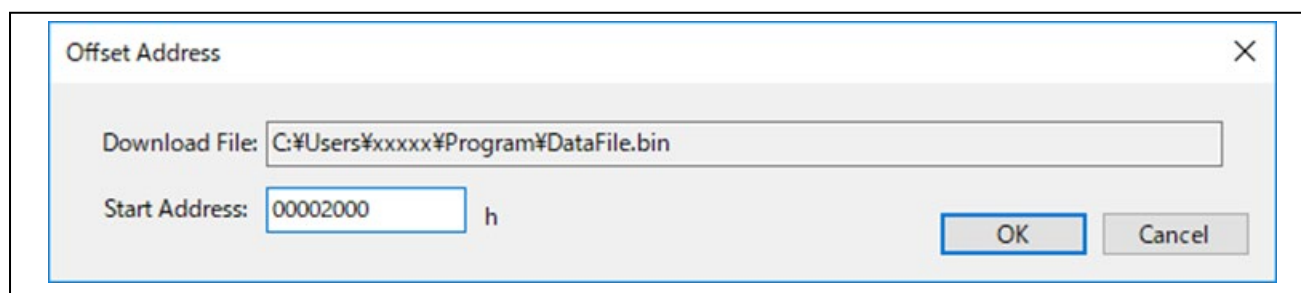 Offset Address
Download File: C:¥Users¥xxxxx¥Program¥DataFile.bin
Start Address: 00002000 h
OK Cancel